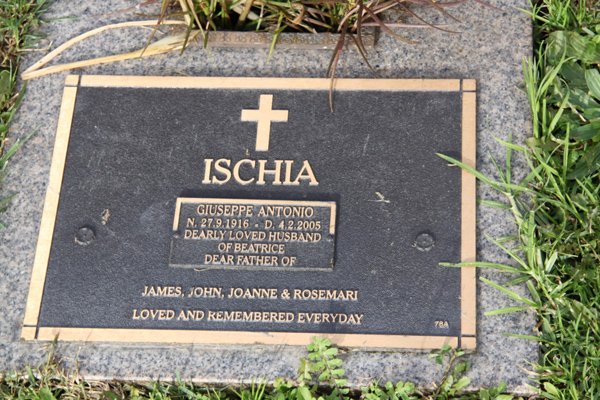 ISCHIA
GIUSEPPE ANTONIO
N. 27.9.1916 - D. 4.2.2005
DEARLY LOVED HUSBAND
OF BEATRICE
DEAR FATHER OF
JAMES, JOHN, JOANNE & ROSEMARI
LOVED AND REMEMBERED EVERYDAY
78A